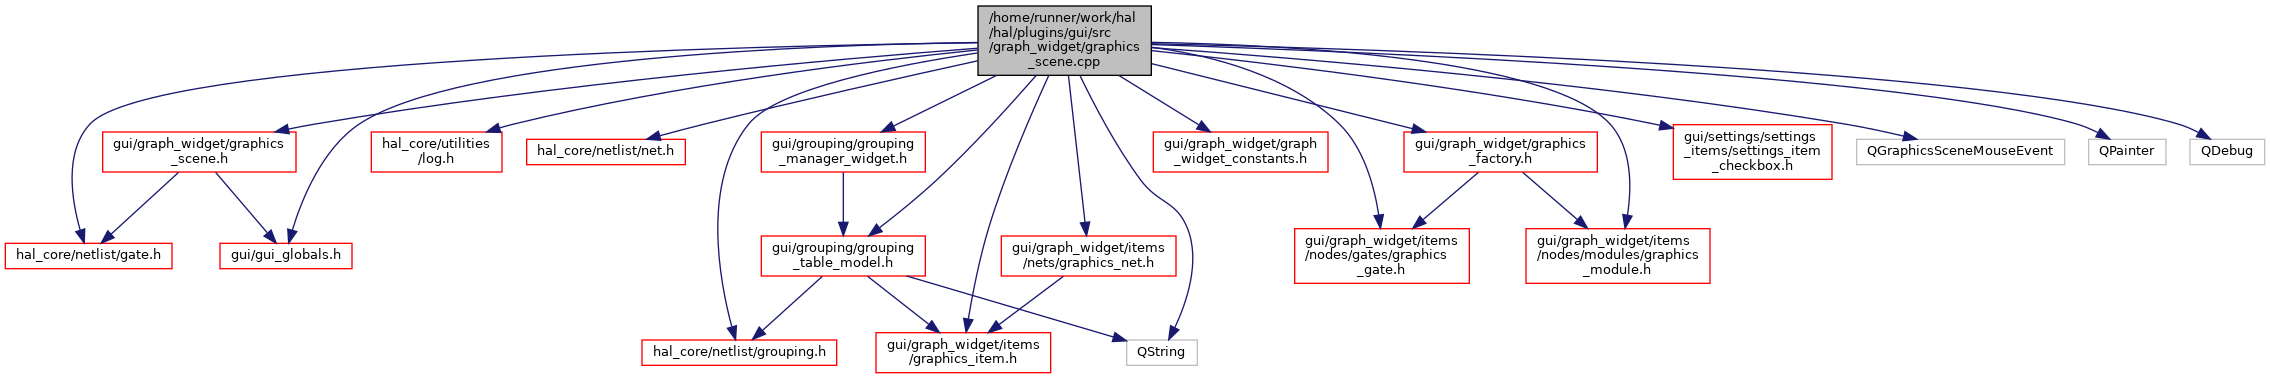 /home/runner/work/hal
/hal/plugins/gui/src
/graph_widget/graphics
_scene.cpp
gui/graph_widget/graphics
_scene.h
hal_core/utilities
/log.h
hal_core/netlist/net.h
gui/grouping/grouping
_manager_widget.h
gui/graph_widget/graph
_widget_constants.h
gui/graph_widget/graphics
_factory.h
gui/settings/settings
_items/settings_item
_checkbox.h
QGraphicsSceneMouseEvent
QPainter
QDebug
hal_core/netlist/gate.h
gui/gui_globals.h
gui/grouping/grouping
_table_model.h
gui/graph_widget/items
/nets/graphics_net.h
gui/graph_widget/items
/nodes/gates/graphics
_gate.h
gui/graph_widget/items
/nodes/modules/graphics
_module.h
hal_core/netlist/grouping.h
gui/graph_widget/items
/graphics_item.h
QString